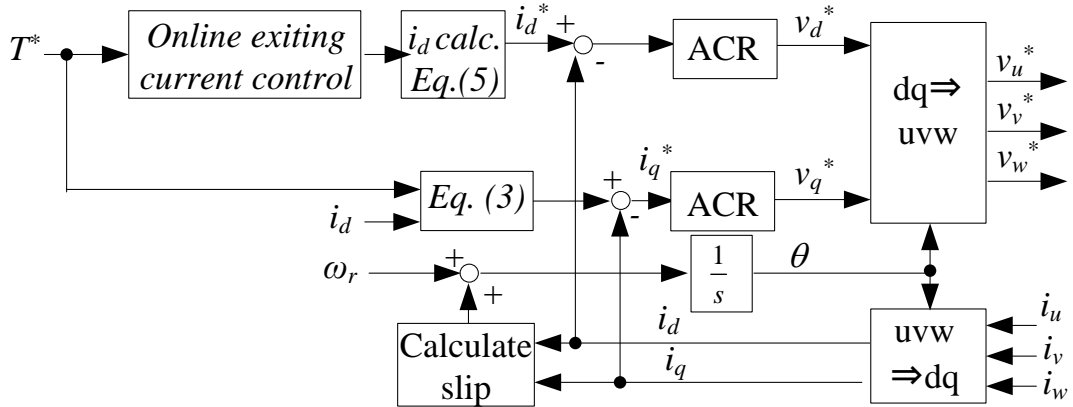 T*
Online exiting
current control
i_d calc.
Eq.(5)
i_d*
+
-
ACR
v_d*
dq⇒
uvw
v_u*
v_v*
v_w*
i_d
Eq. (3)
+
-
i_q*
ACR
v_q*
ω_r
+
+
1
s
θ
Calculate
slip
i_d
i_q
uvw
⇒dq
i_u
i_v
i_w